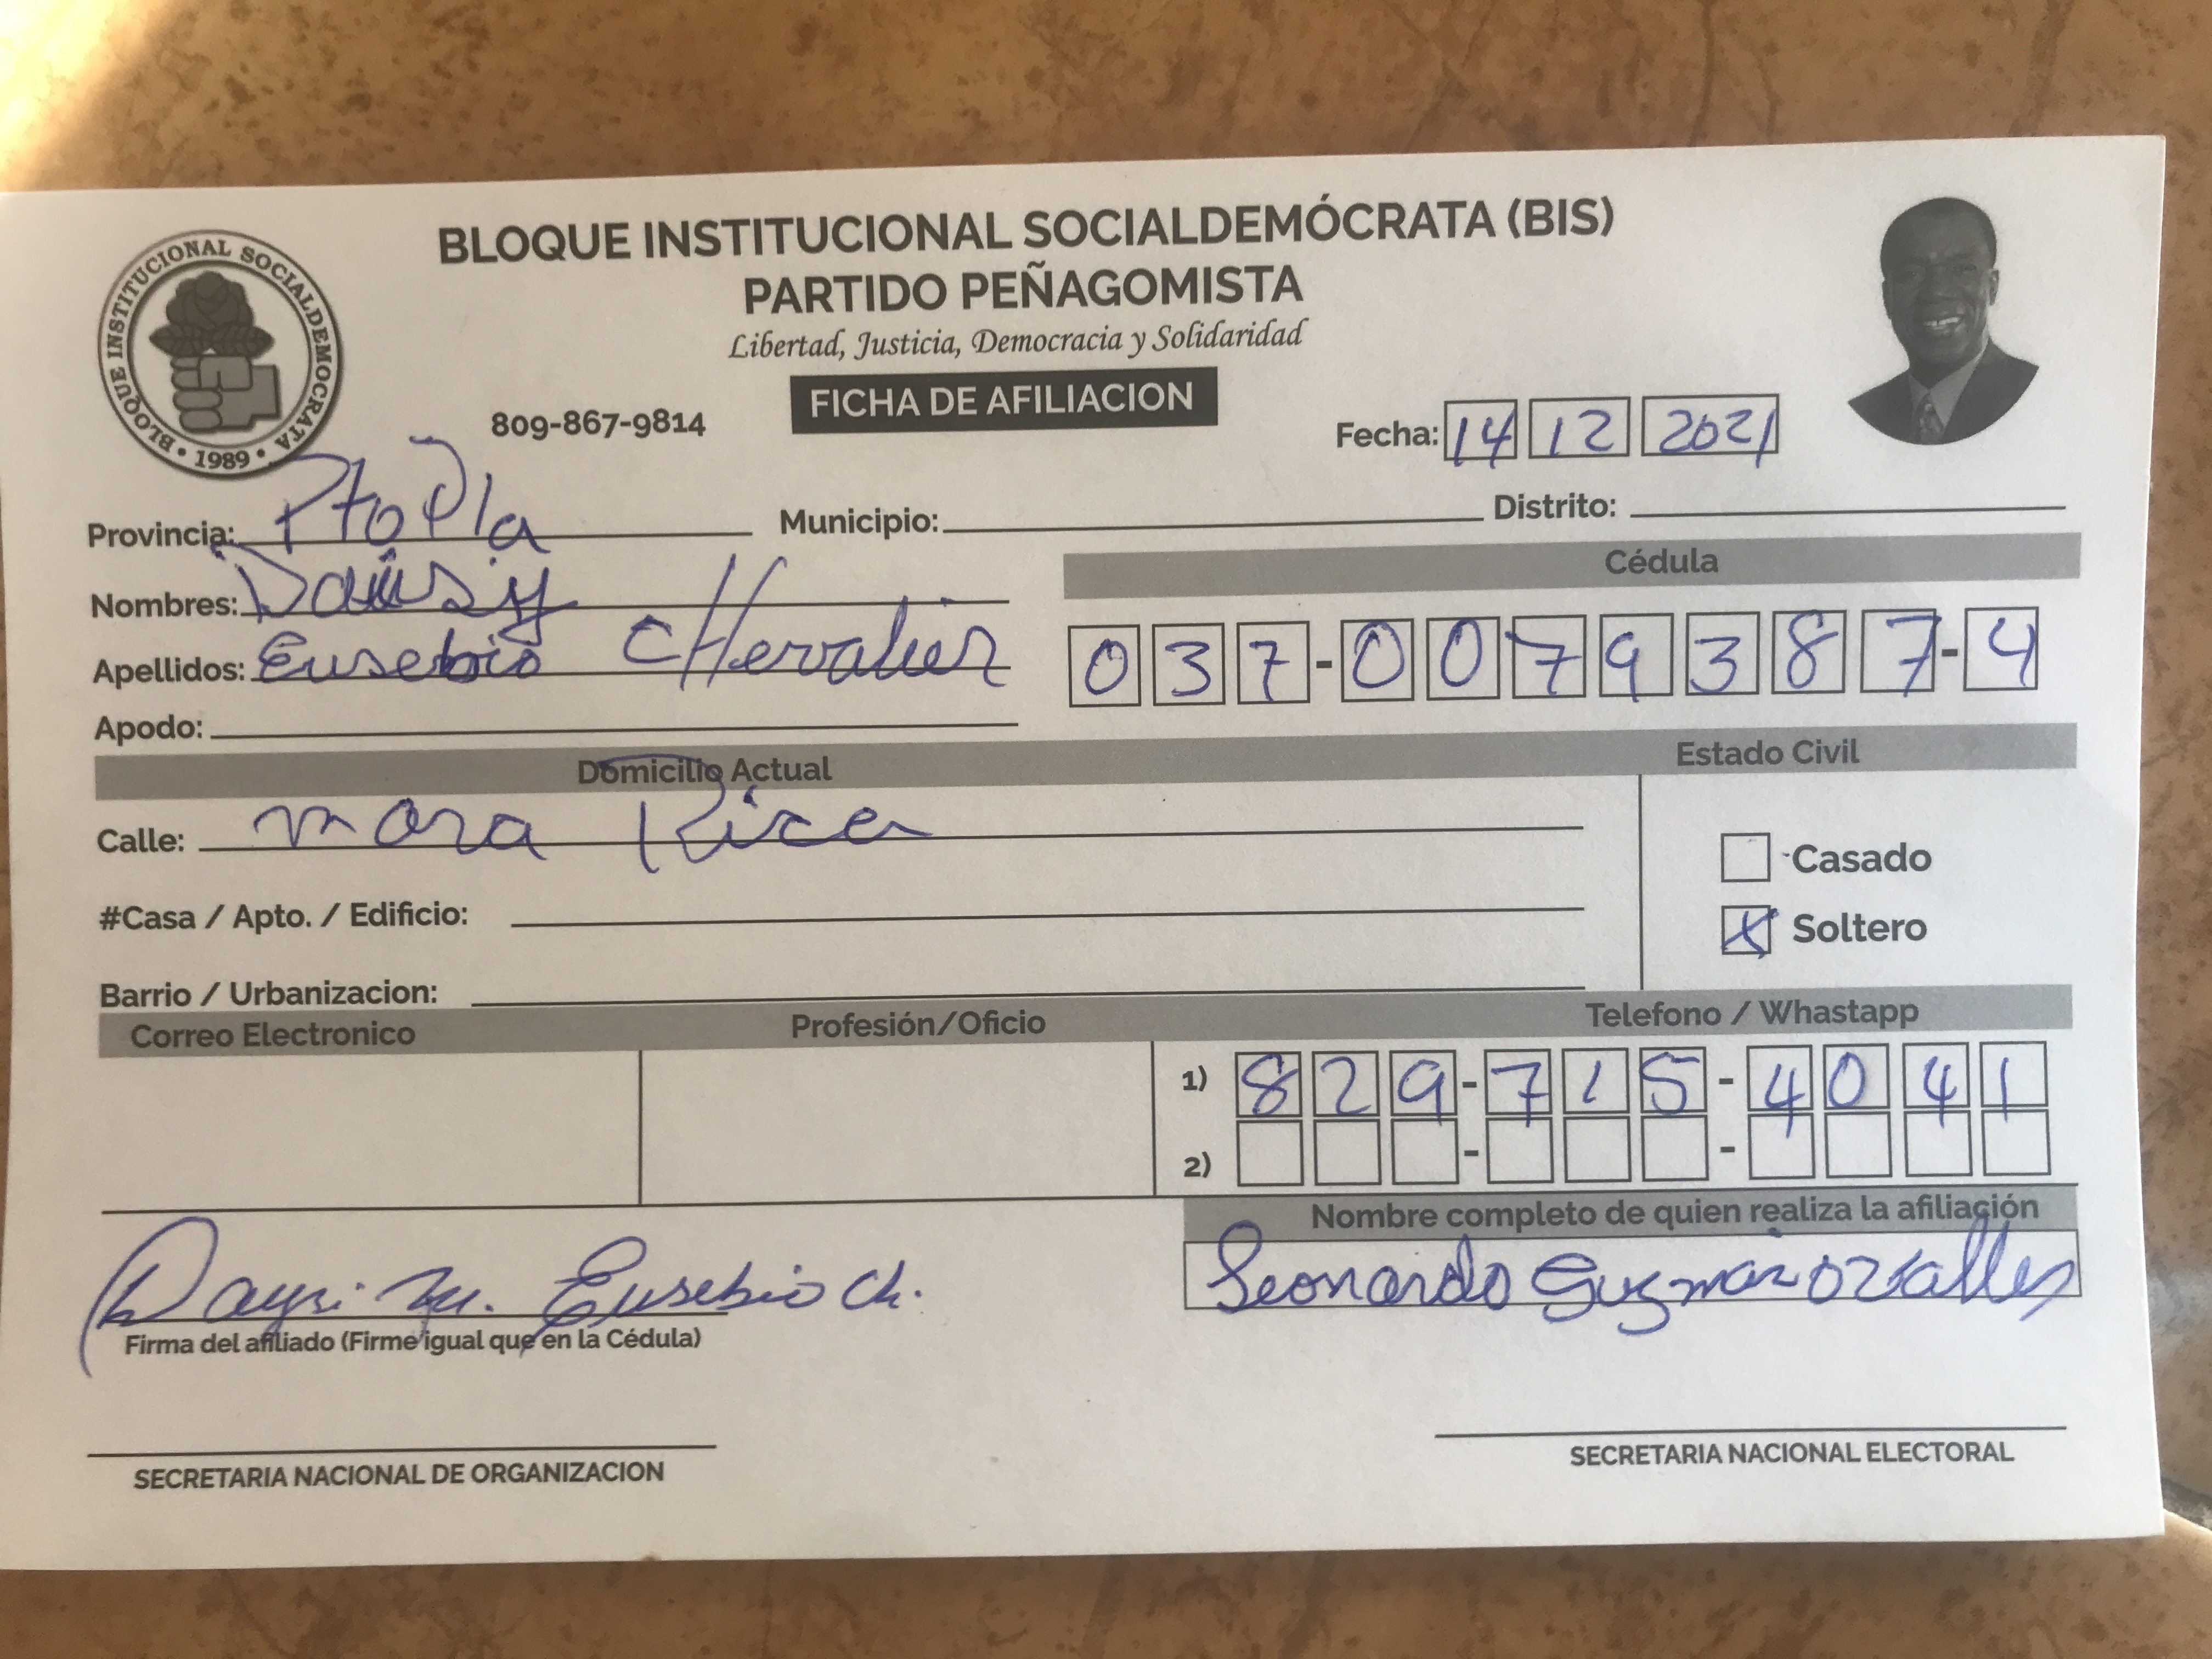 BLOQUE INSTITUCIONAL SOCIALDEMÓCRATA (BIS)
PARTIDO PEÑAGOMISTA
Libertad, Justicia, Democracia y Solidaridad
BLOQUE INSTITUCIONAL SOCIALDEMOCRATA • 1989 •
809-867-9814
FICHA DE AFILIACION
Fecha: 14 12 2021
Provincia: Pto Pla Municipio: Distrito:
Nombres:
Apellidos: Eusebio CHevalier
Apodo:
Cédula
037-0079387-4
Domicilio Actual
Estado Civil
Calle: mora
Casado
#Casa / Apto. / Edificio:
X Soltero
Barrio / Urbanizacion:
Correo Electronico Profesión/Oficio Telefono / Whastapp
1) 829-715-4041
2) - -
Nombre completo de quien realiza la afiliación
Leonardo Guzman
Eusebio Ch.
Firma del afiliado (Firme igual que en la Cédula)
SECRETARIA NACIONAL DE ORGANIZACION
SECRETARIA NACIONAL ELECTORAL